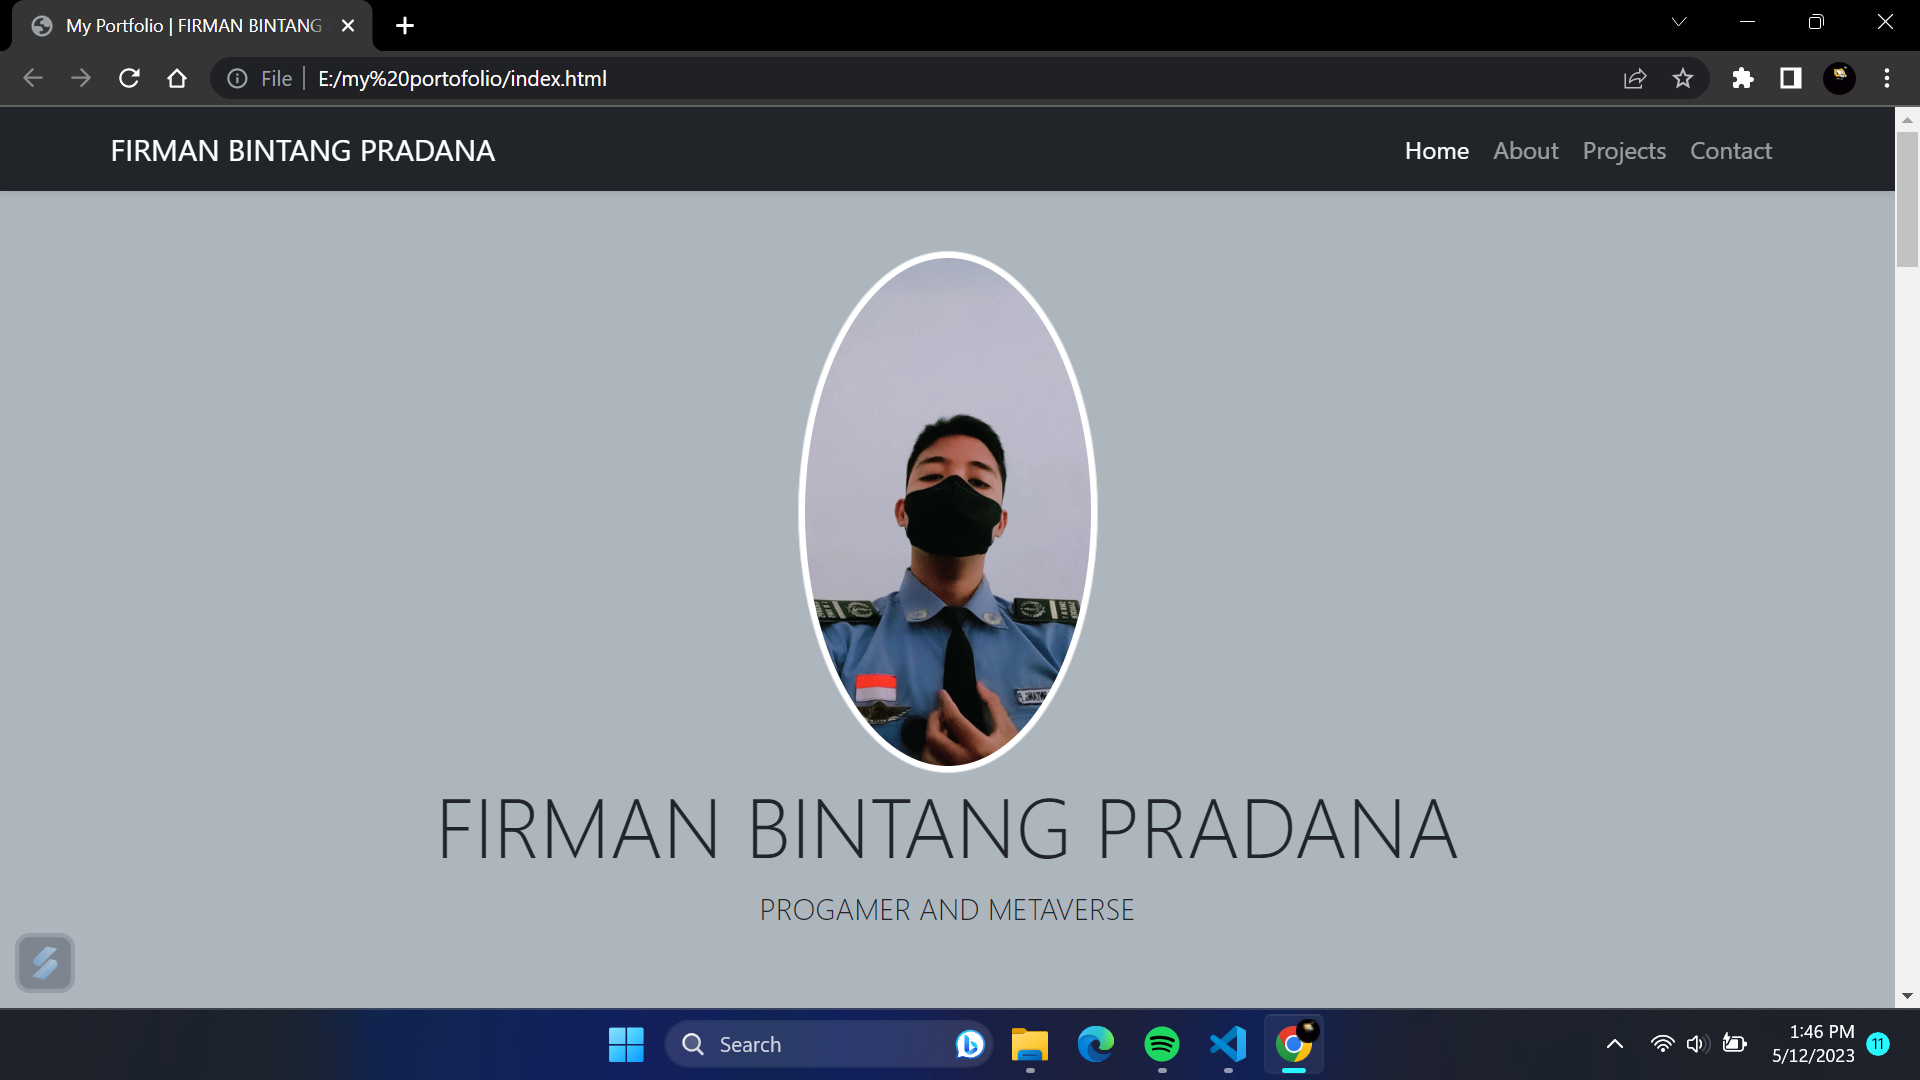 My Portfolio | FIRMAN BINTANG
File
E:/my%20portofolio/index.html
FIRMAN BINTANG PRADANA
Home
About
Projects
Contact
FIRMAN BINTANG PRADANA
PROGAMER AND METAVERSE
Search
1:46 PM
5/12/2023
11